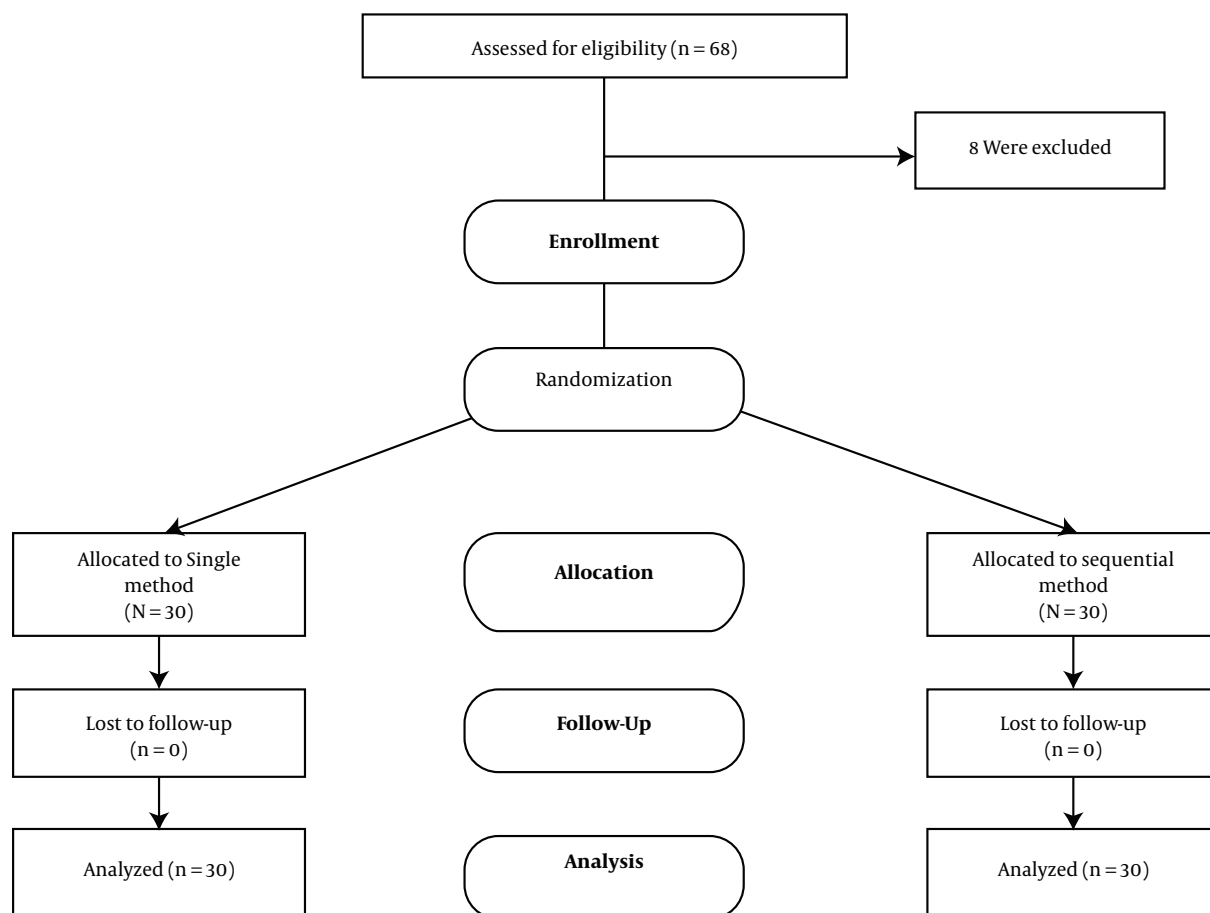 Assessed for eligibility (n = 68)
8 Were excluded
Enrollment
Randomization
Allocated to Single
method
(N = 30)
Allocation
Allocated to sequential
method
(N = 30)
Lost to follow-up
(n = 0)
Follow-Up
Lost to follow-up
(n = 0)
Analyzed (n = 30)
Analysis
Analyzed (n = 30)